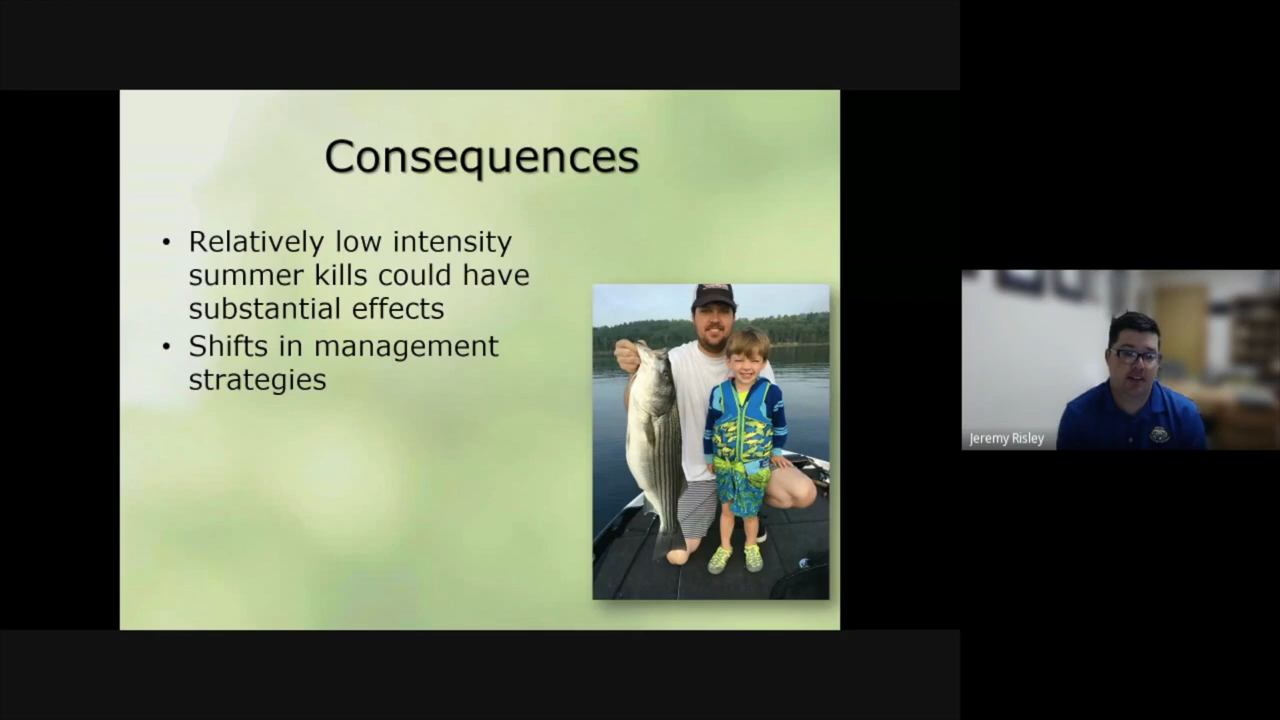 Consequences
• Relatively low intensity
summer kills could have
substantial effects
• Shifts in management
strategies
Jeremy Risley